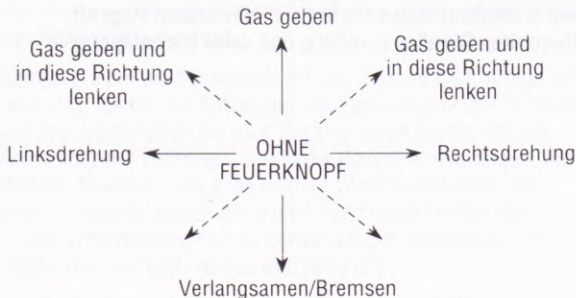 Gas geben
Gas geben und
in diese Richtung
lenken
Gas geben und
in diese Richtung
lenken
Linksdrehung
OHNE
FEUERKNOPF
Rechtsdrehung
Verlangsamen/Bremsen